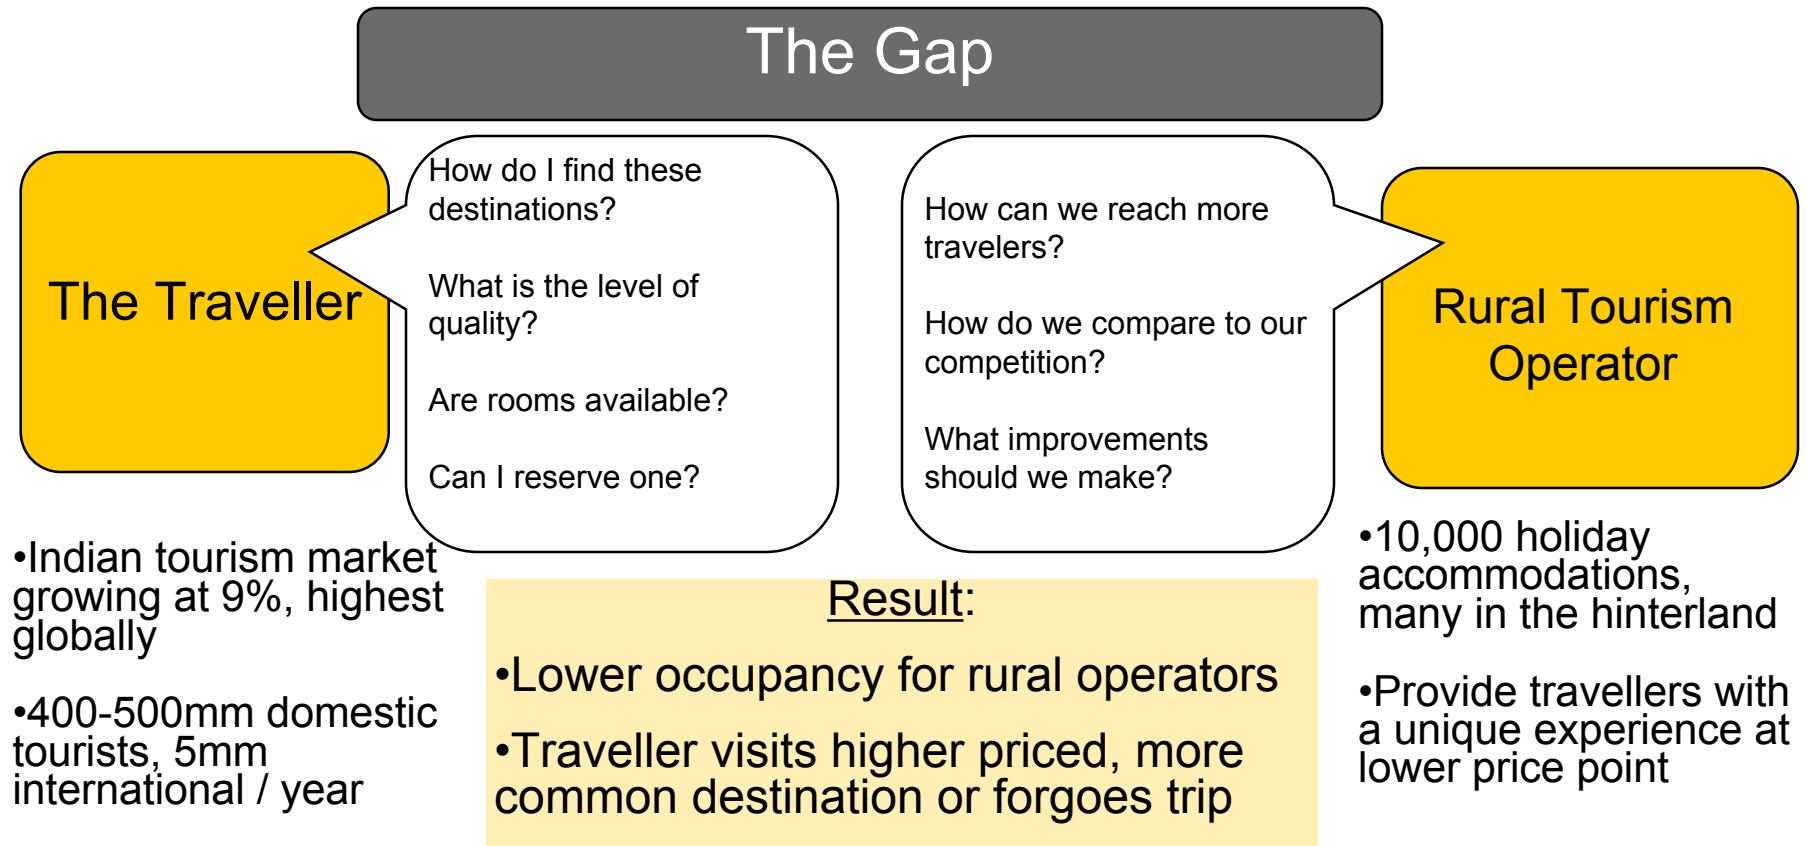 The Gap
The Traveller
How do I find these
destinations?
What is the level of
quality?
Are rooms available?
Can I reserve one?
How can we reach more
travelers?
How do we compare to our
competition?
What improvements
should we make?
Rural Tourism
Operator
•Indian tourism market
growing at 9%, highest
globally
•400-500mm domestic
tourists, 5mm
international / year
Result:
•Lower occupancy for rural operators
•Traveller visits higher priced, more
common destination or forgoes trip
•10,000 holiday
accommodations,
many in the hinterland
•Provide travellers with
a unique experience at
lower price point